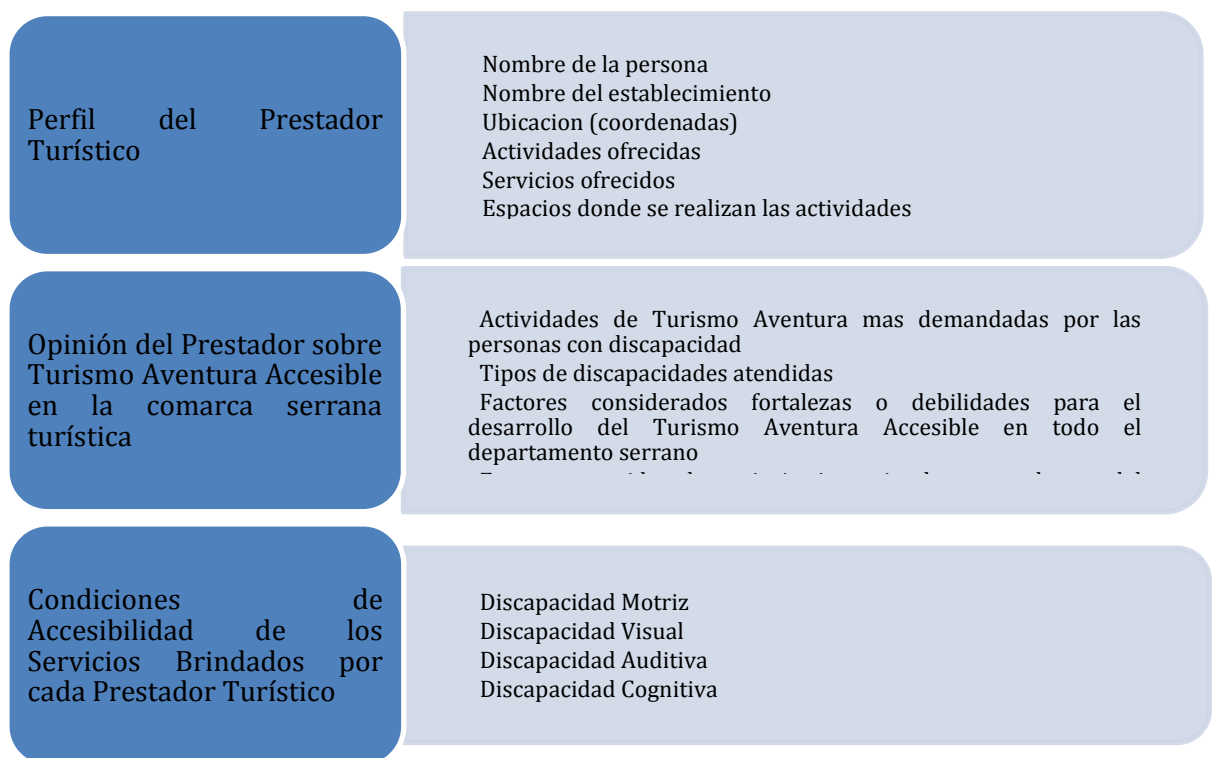 Perfil del Prestador
Turístico
Nombre de la persona
Nombre del establecimiento
Ubicacion (coordenadas)
Actividades ofrecidas
Servicios ofrecidos
Espacios donde se realizan las actividades
Opinión del Prestador sobre
Turismo Aventura Accesible
en la comarca serrana
turística
Actividades de Turismo Aventura mas demandadas por las
personas con discapacidad
Tipos de discapacidades atendidas
Factores considerados fortalezas o debilidades para el
desarrollo del Turismo Aventura Accesible en todo el
departamento serrano
Condiciones de
Accesibilidad de los
Servicios Brindados por
cada Prestador Turístico
Discapacidad Motriz
Discapacidad Visual
Discapacidad Auditiva
Discapacidad Cognitiva